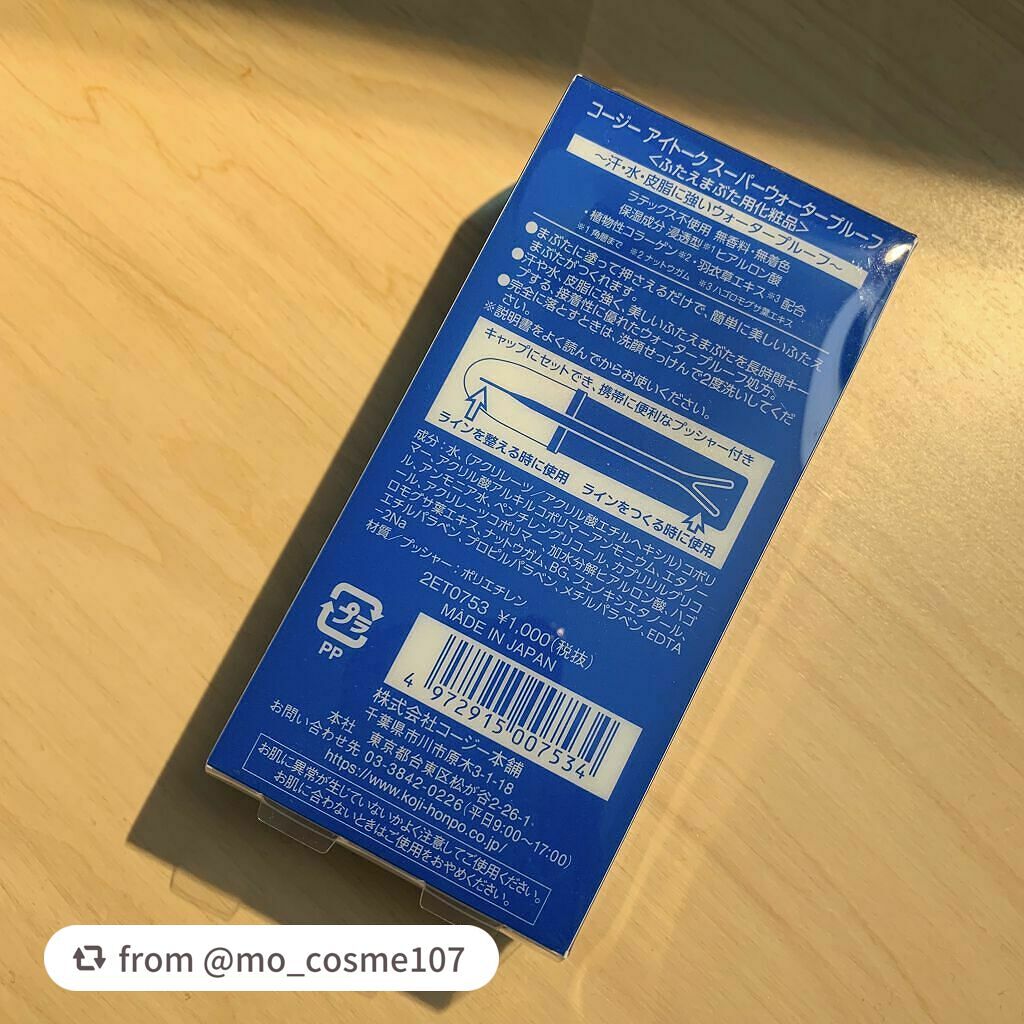 コージー アイトーク スーパーウォータープルーフ
<ふたえまぶた用化粧品>
～汗・水・皮脂に強いウォータープルーフ～
ラテックス不使用 無香料・無着色
保湿成分 浸透型※1ヒアルロン酸
・植物性コラーゲン※2・羽衣草エキス※3 配合
※1 角層まで ※2 ナットウガム ※3 ハゴロモグサ葉エキス
●まぶたに塗って押さえるだけで、簡単に美しいふたえ
まぶたがつくれます。
●汗や水、皮脂に強く、美しいふたえまぶたを長時間キー
プする、接着性に優れたウォータープルーフ処方。
●完全に落とすときは、洗顔せっけんで2度洗いしてくだ
さい。
※説明書をよく読んでからお使いください。
キャップにセットでき、携帯に便利なプッシャー付き
ラインを整える時に使用
ラインをつくる時に使用
成分：水、(アクリレーツ／アクリル酸エチルヘキシル)コポリ
マー、アクリル酸アルキルコポリマーアンモニウム、エタノー
ル、アンモニア水、ペンチレングリコール、カプリリルグリコ
ール、アクリレーツコポリマー、加水分解ヒアルロン酸、ハゴ
ロモグサ葉エキス、ナットウガム、BG、フェノキシエタノール、
エチルパラベン、プロピルパラベン、メチルパラベン、EDTA
-2Na
材質／プッシャー：ポリエチレン
2ET0753 ¥1,000(税抜)
MADE IN JAPAN
プラ
PP
4 972915 007534
株式会社コージー本舗
千葉県市川市原木3-1-18
本社 東京都台東区松が谷2-26-1
お問い合わせ先 03-3842-0226(平日9:00～17:00)
https://www.koji-honpo.co.jp/
お肌に異常が生じていないかよく注意してご使用ください。
お肌に合わないときはご使用をおやめください。
from @mo_cosme107